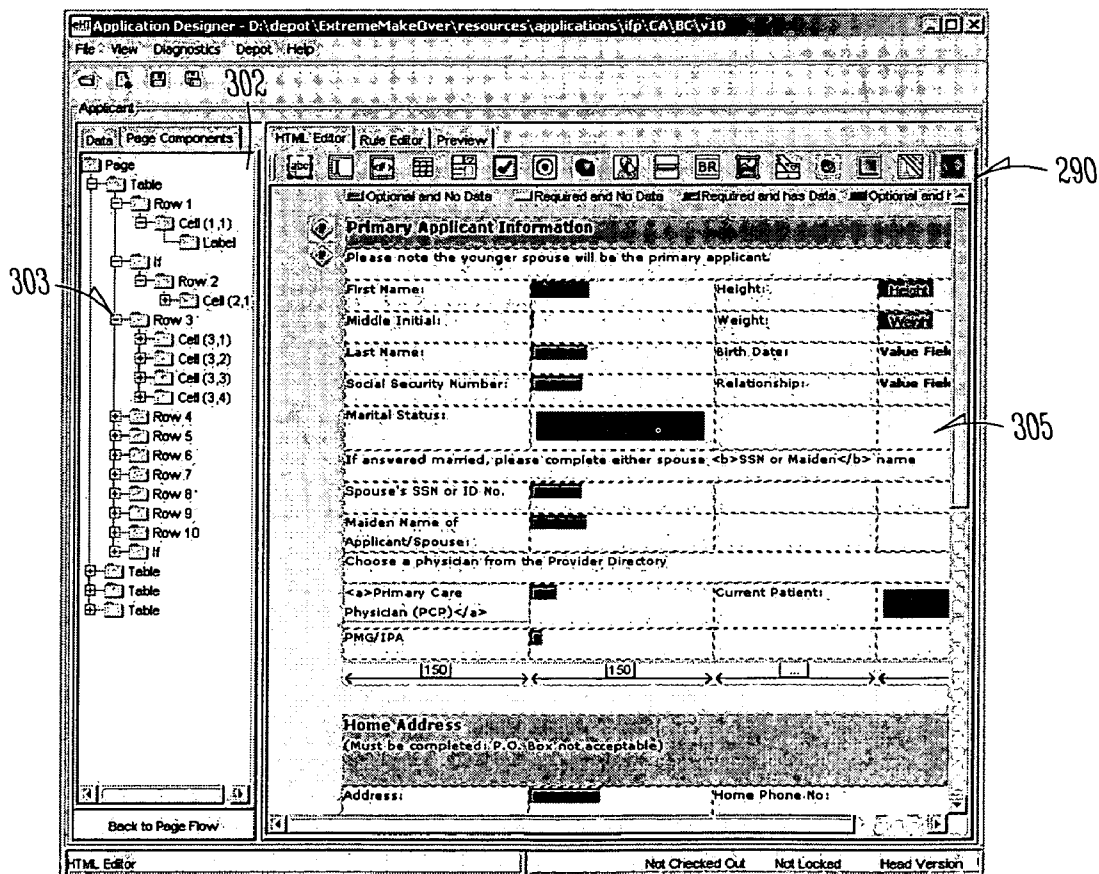 eHI Application Designer - D:\depot\ExtremeMakeOver\resources\applications\ifp\CA\BC\v10
File View Diagnostics Depot Help
302
Applicant
Data Page Components
HTML Editor Rule Editor Preview
290
abc BR
Optional and No Data Required and No Data Required and has Data Optional and H
Page
Table
Row 1
Cell (1,1)
Label
If
Row 2
Cell (2,1
303
Row 3
Cell (3,1)
Cell (3,2)
Cell (3,3)
Cell (3,4)
Row 4
Row 5
Row 6
Row 7
Row 8
Row 9
Row 10
If
Table
Table
Table
Back to Page Flow
Primary Applicant Information
Please note the younger spouse will be the primary applicant.
First Name: Height: Height
Middle Initial: Weight: Weight
Last Name: Birth Date: Value Fiel
Social Security Number: Relationship: Value Fiel
Marital Status:
305
If answered married, please complete either spouse <b>SSN or Maiden</b> name
Spouse's SSN or ID No.
Maiden Name of
Applicant/Spouse:
Choose a physician from the Provider Directory
<a>Primary Care
Physician (PCP)</a>
Current Patient:
PMG/IPA
150 150 ...
Home Address
(Must be completed: P.O. Box not acceptable)
Address: Home Phone No:
HTML Editor Not Checked Out Not Locked Head Version